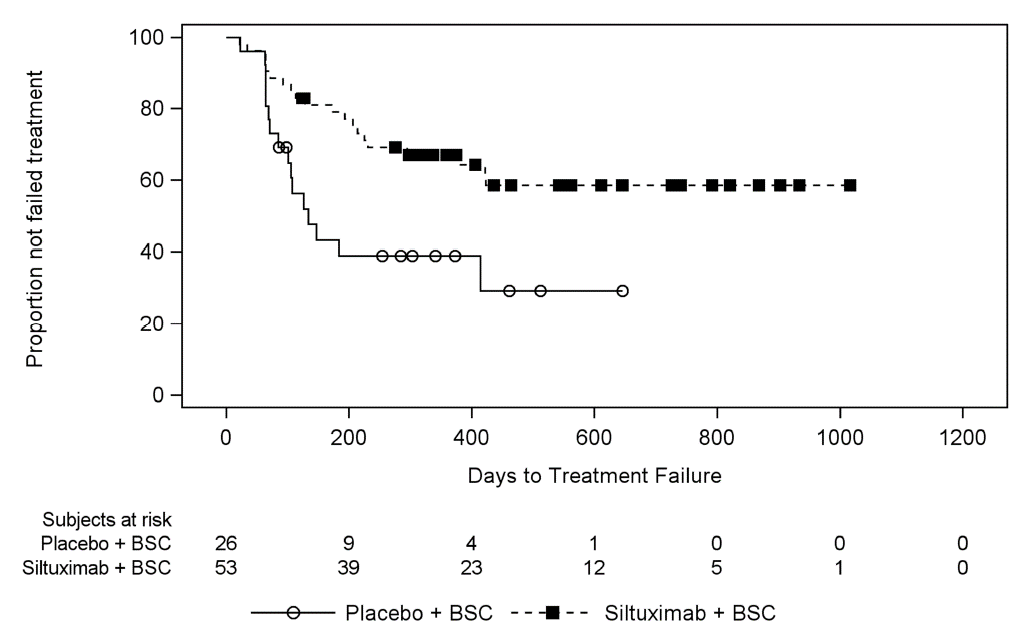 Proportion not failed treatment
100
80
60
40
20
0
0 200 400 600 800 1000 1200
Days to Treatment Failure
Subjects at risk
Placebo + BSC 26 9 4 1 0 0 0
Siltuximab + BSC 53 39 23 12 5 1 0
Placebo + BSC Siltuximab + BSC